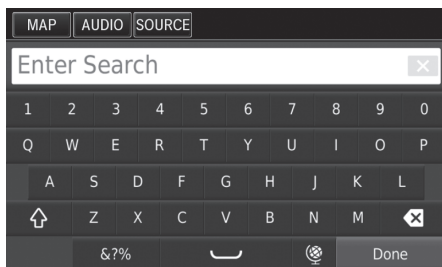 MAP AUDIO SOURCE
Enter Search
1 2 3 4 5 6 7 8 9 0
Q W E R T Y U I O P
A S D F G H J K L
Z X C V B N M
&?% Done